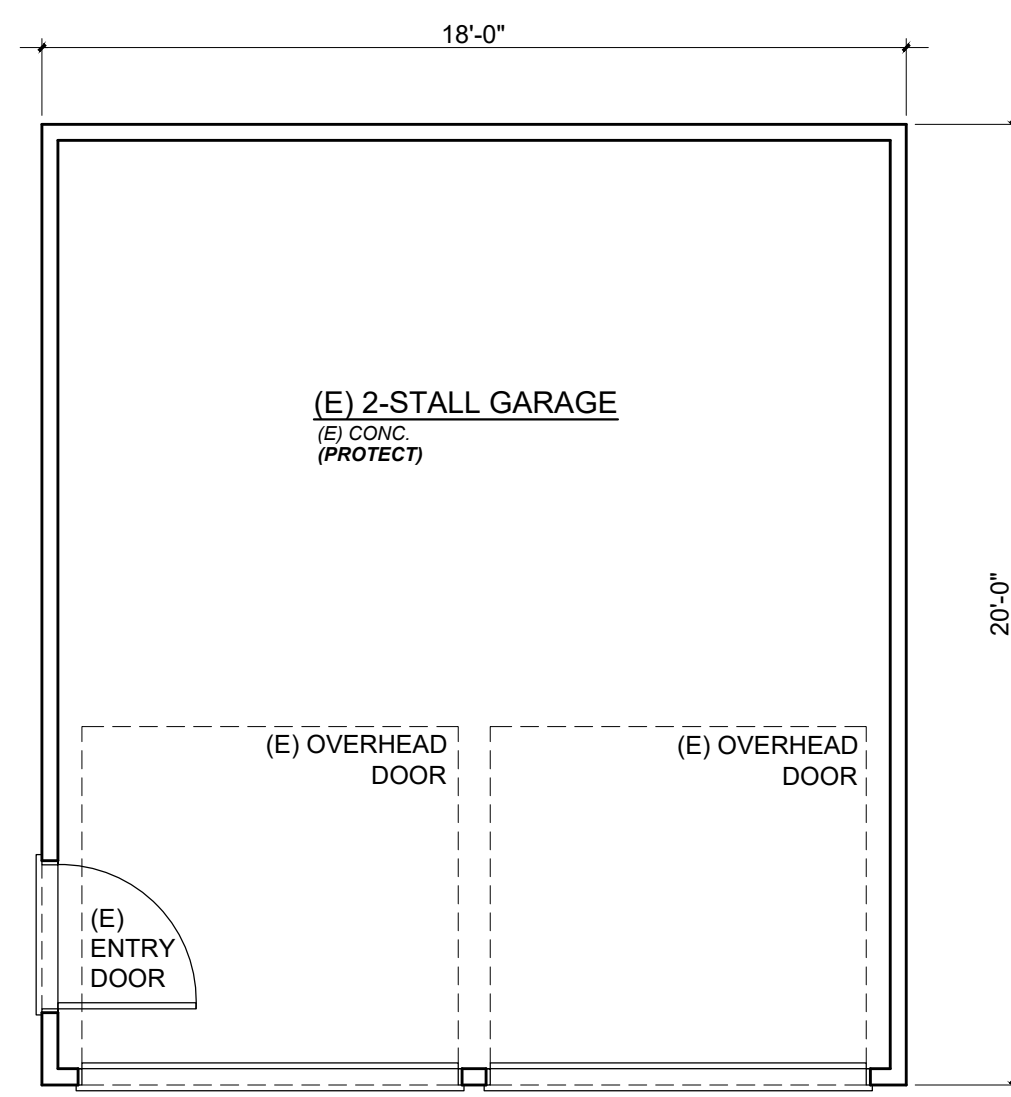 18'-0"
(E) 2-STALL GARAGE
(E) CONC.
(PROTECT)
20'-0"
(E) OVERHEAD
DOOR
(E) OVERHEAD
DOOR
(E)
ENTRY
DOOR